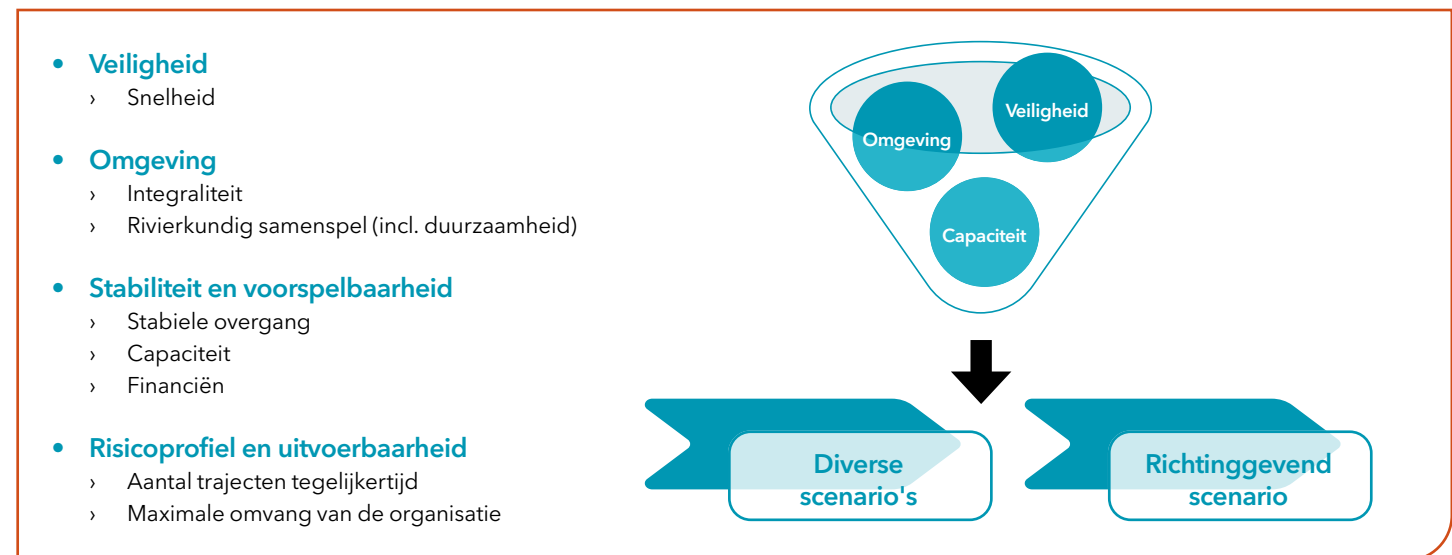 • Veiligheid
› Snelheid
• Omgeving
› Integraliteit
› Rivierkundig samenspel (incl. duurzaamheid)
• Stabiliteit en voorspelbaarheid
› Stabiele overgang
› Capaciteit
› Financiën
• Risicoprofiel en uitvoerbaarheid
› Aantal trajecten tegelijkertijd
› Maximale omvang van de organisatie
Veiligheid
Omgeving
Capaciteit
Diverse
scenario's
Richtinggevend
scenario